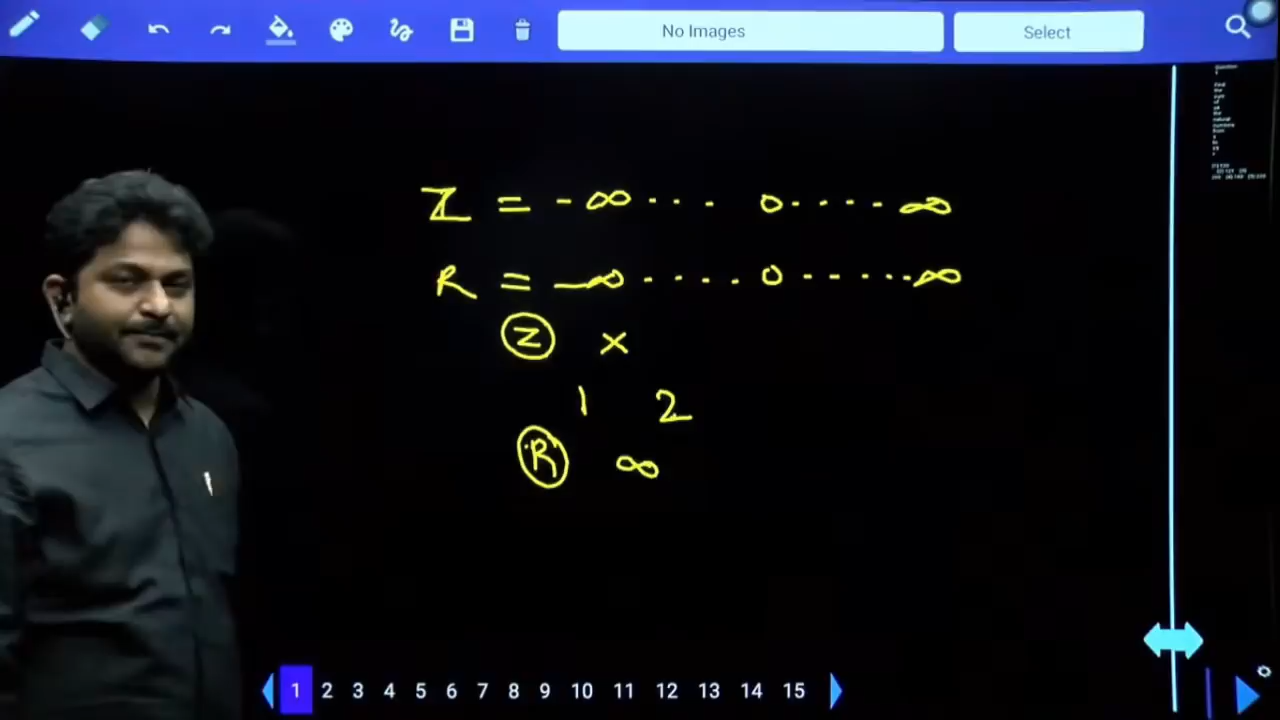 No Images Select
Z = - ∞ . . . 0 . . . . . ∞
R = - ∞ . . . . 0 . . . . . . ∞
Z ×
1 2
R ∞
1 2 3 4 5 6 7 8 9 10 11 12 13 14 15